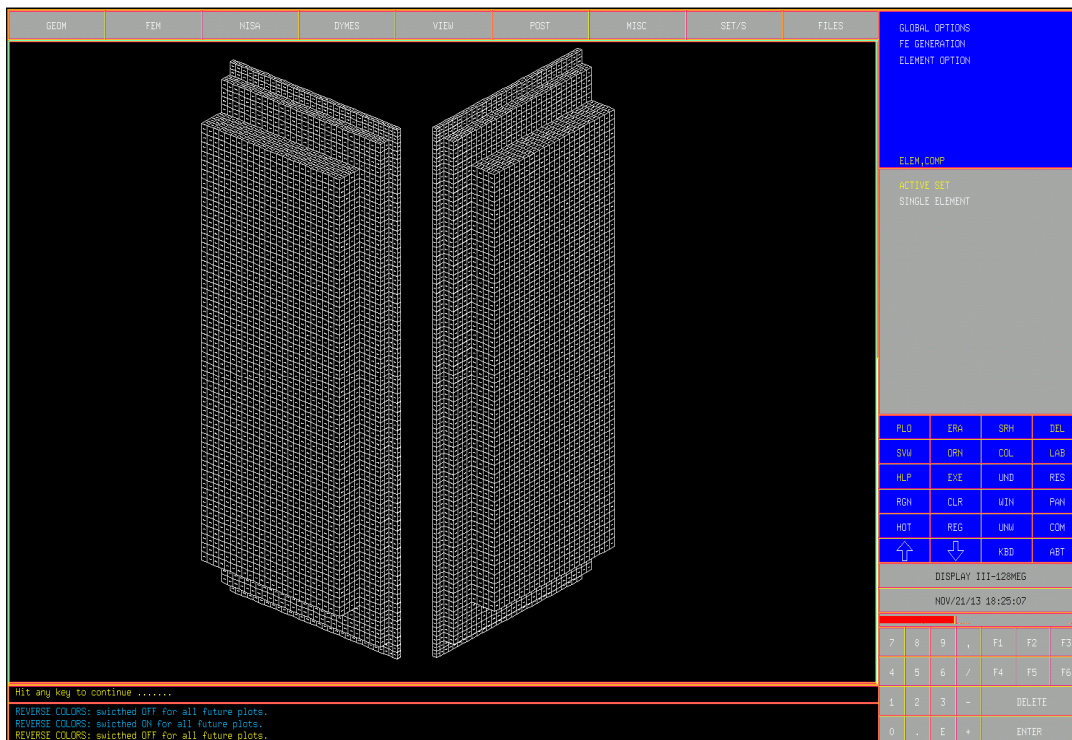 GEOM FEM NISA DYMES VIEW POST MISC SET/S FILES
GLOBAL OPTIONS
FE GENERATION
ELEMENT OPTION
ELEM,COMP
ACTIVE SET
SINGLE ELEMENT
PLO ERA SRH DEL
SVW ORN COL LAB
HLP EXE UND RES
RGN CLR WIN PAN
HOT REG UNW COM
KBD ABT
DISPLAY III-128MEG
NOV/21/13 18:25:07
7 8 9 , F1 F2 F3
4 5 6 / F4 F5 F6
1 2 3 - DELETE
0 . E + ENTER
Hit any key to continue .......
REVERSE COLORS: swicthed OFF for all future plots.
REVERSE COLORS: swicthed ON for all future plots.
REVERSE COLORS: swicthed OFF for all future plots.